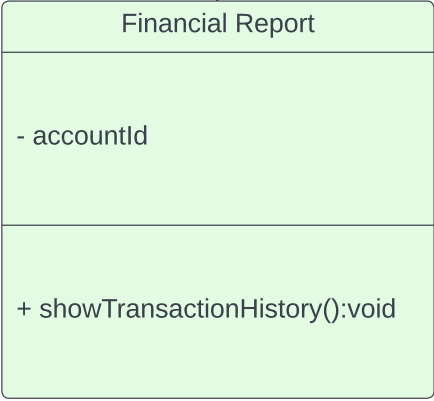 Financial Report
- accountId
+ showTransactionHistory():void